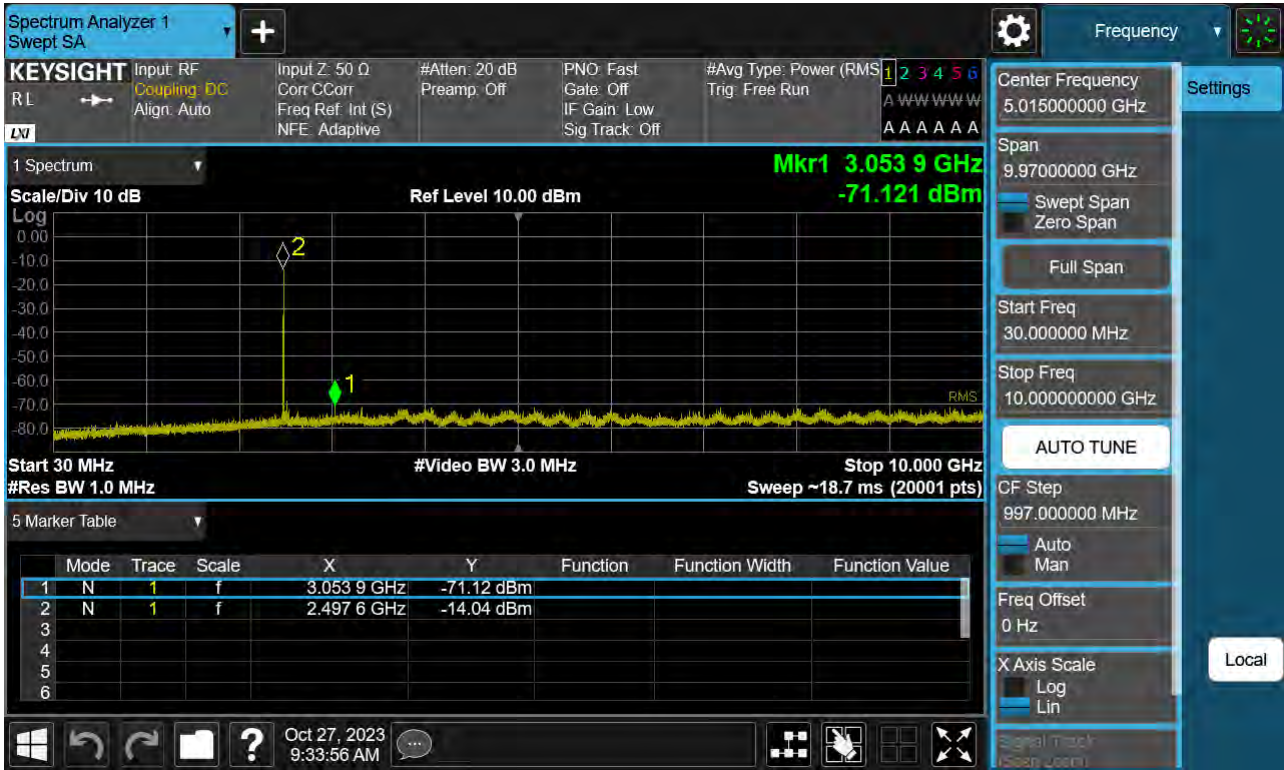 Spectrum Analyzer 1
Swept SA
Frequency
KEYSIGHT
RL
LXI
Input: RF
Coupling: DC
Align: Auto
Input Z: 50 Ω
Corr CCorr
Freq Ref: Int (S)
NFE: Adaptive
#Atten: 20 dB
Preamp: Off
PNO: Fast
Gate: Off
IF Gain: Low
Sig Track: Off
#Avg Type: Power (RMS
Trig: Free Run
1 2 3 4 5 6
A W W W W W
A A A A A A
1 Spectrum
Scale/Div 10 dB
Ref Level 10.00 dBm
Mkr1 3.053 9 GHz
-71.121 dBm
Log
0.00
-10.0
-20.0
-30.0
-40.0
-50.0
-60.0
-70.0
-80.0
2
1
RMS
Start 30 MHz
#Video BW 3.0 MHz
Stop 10.000 GHz
#Res BW 1.0 MHz
Sweep ~18.7 ms (20001 pts)
5 Marker Table
Mode Trace Scale X Y Function Function Width Function Value
1 N 1 f 3.053 9 GHz -71.12 dBm
2 N 1 f 2.497 6 GHz -14.04 dBm
3
4
5
6
Oct 27, 2023
9:33:56 AM
Center Frequency
5.015000000 GHz
Settings
Span
9.97000000 GHz
Swept Span
Zero Span
Full Span
Start Freq
30.000000 MHz
Stop Freq
10.000000000 GHz
AUTO TUNE
CF Step
997.000000 MHz
Auto
Man
Freq Offset
0 Hz
X Axis Scale
Log
Lin
Local
Signal Track
(Span Zoom)